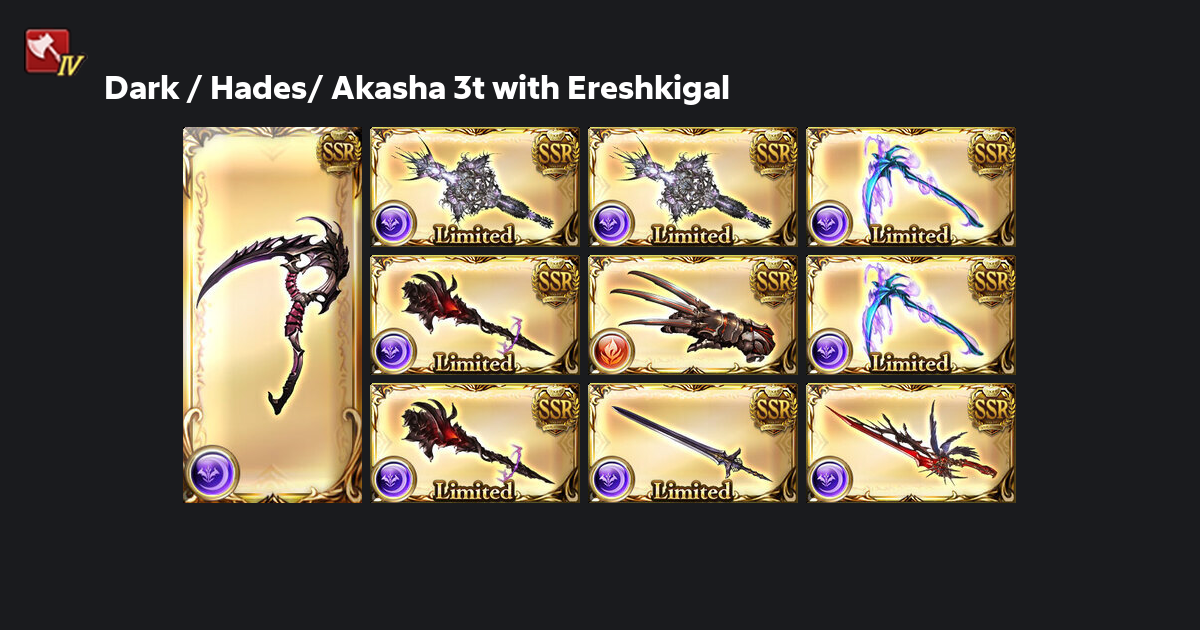 IV
Dark / Hades/ Akasha 3t with Ereshkigal
SSR
SSR SSR SSR
Limited Limited Limited
SSR SSR SSR
Limited Limited
SSR SSR SSR
Limited Limited